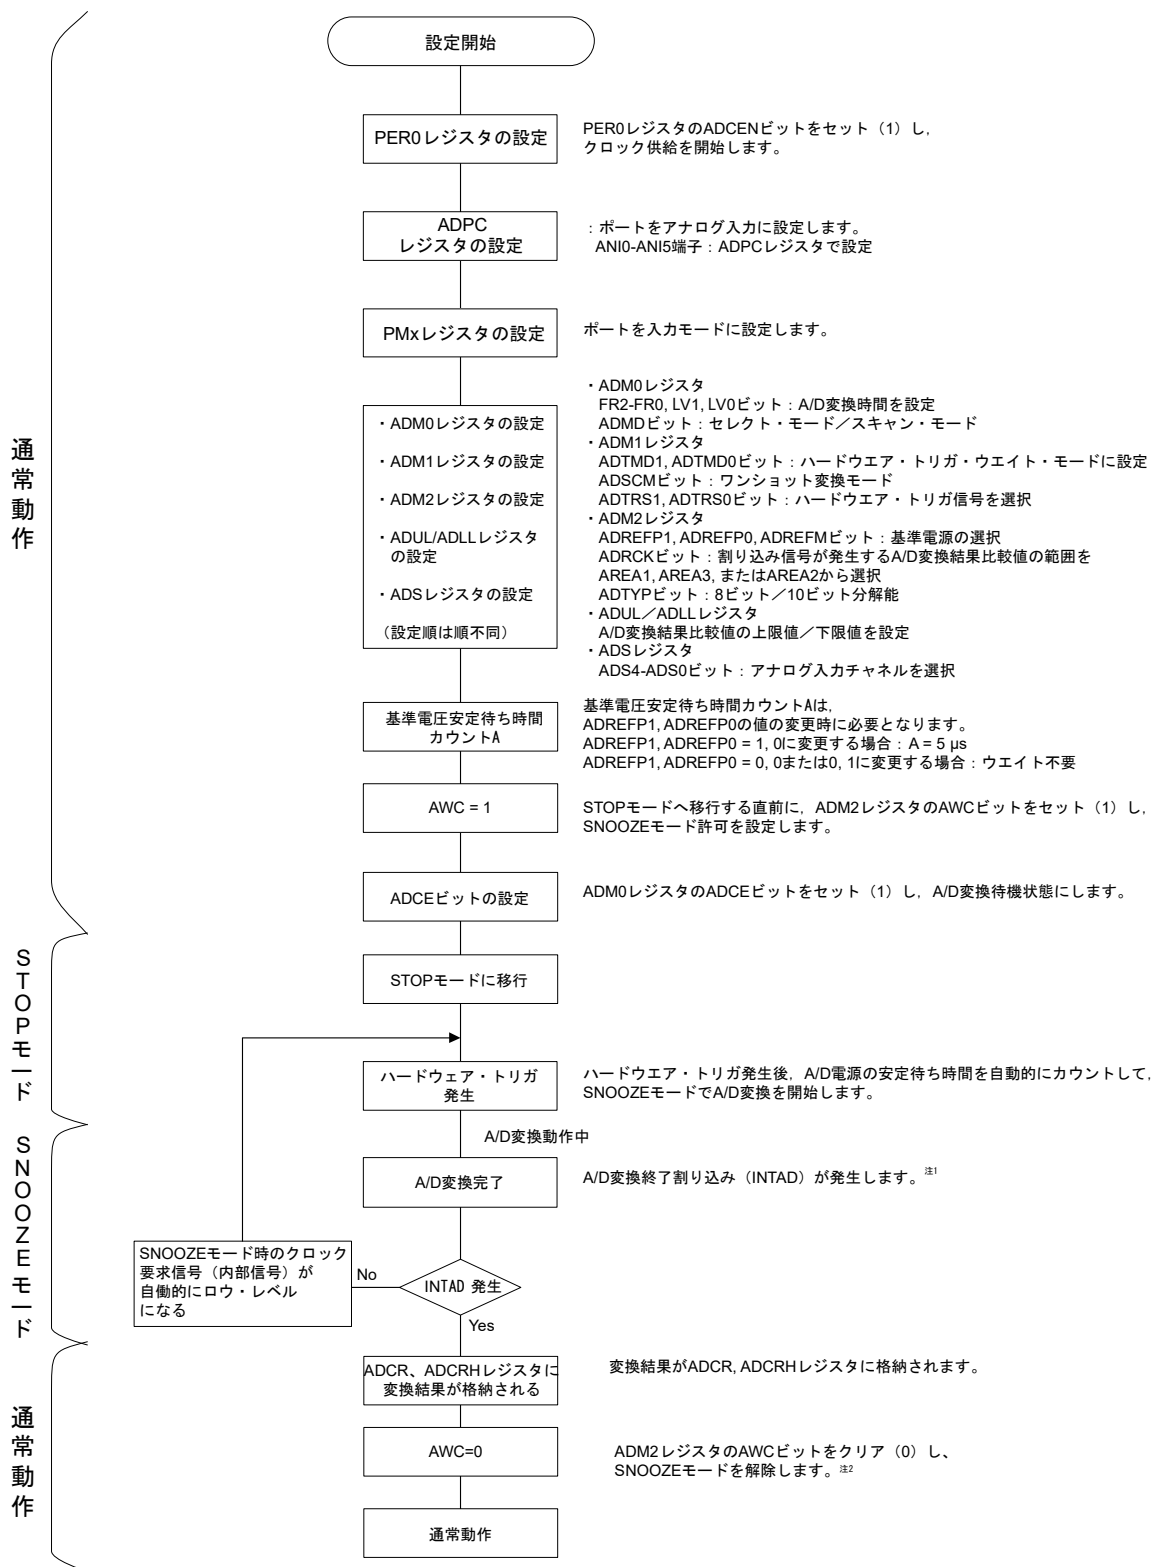 設定開始
PER0レジスタの設定
PER0レジスタのADCENビットをセット（1）し,
クロック供給を開始します。
ADPC
レジスタの設定
：ポートをアナログ入力に設定します。
ANI0-ANI5端子：ADPCレジスタで設定
PMxレジスタの設定
ポートを入力モードに設定します。
・ADM0レジスタの設定
・ADM1レジスタの設定
・ADM2レジスタの設定
・ADUL/ADLLレジスタ
の設定
・ADSレジスタの設定
（設定順は順不同）
・ADM0レジスタ
FR2-FR0, LV1, LV0ビット：A/D変換時間を設定
ADMDビット：セレクト・モード／スキャン・モード
・ADM1レジスタ
ADTMD1, ADTMD0ビット：ハードウエア・トリガ・ウエイト・モードに設定
ADSCMビット：ワンショット変換モード
ADTRS1, ADTRS0ビット：ハードウエア・トリガ信号を選択
・ADM2レジスタ
ADREFP1, ADREFP0, ADREFMビット：基準電源の選択
ADRCKビット：割り込み信号が発生するA/D変換結果比較値の範囲を
AREA1, AREA3, またはAREA2から選択
ADTYPビット：8ビット／10ビット分解能
・ADUL／ADLLレジスタ
A/D変換結果比較値の上限値／下限値を設定
・ADSレジスタ
ADS4-ADS0ビット：アナログ入力チャネルを選択
基準電圧安定待ち時間
カウントA
基準電圧安定待ち時間カウントAは,
ADREFP1, ADREFP0の値の変更時に必要となります。
ADREFP1, ADREFP0 = 1, 0に変更する場合：A = 5 µs
ADREFP1, ADREFP0 = 0, 0または0, 1に変更する場合：ウエイト不要
AWC = 1
STOPモードへ移行する直前に, ADM2レジスタのAWCビットをセット（1）し,
SNOOZEモード許可を設定します。
ADCEビットの設定
ADM0レジスタのADCEビットをセット（1）し, A/D変換待機状態にします。
通常動作
STOPモードに移行
ハードウェア・トリガ
発生
ハードウエア・トリガ発生後, A/D電源の安定待ち時間を自動的にカウントして,
SNOOZEモードでA/D変換を開始します。
STOPモード
A/D変換動作中
A/D変換完了
A/D変換終了割り込み（INTAD）が発生します。注1
SNOOZEモード時のクロック
要求信号（内部信号）が
自働的にロウ・レベル
になる
No
INTAD 発生
Yes
SNOOZEモード
ADCR、ADCRHレジスタに
変換結果が格納される
変換結果がADCR, ADCRHレジスタに格納されます。
AWC=0
ADM2レジスタのAWCビットをクリア（0）し、
SNOOZEモードを解除します。注2
通常動作
通常動作